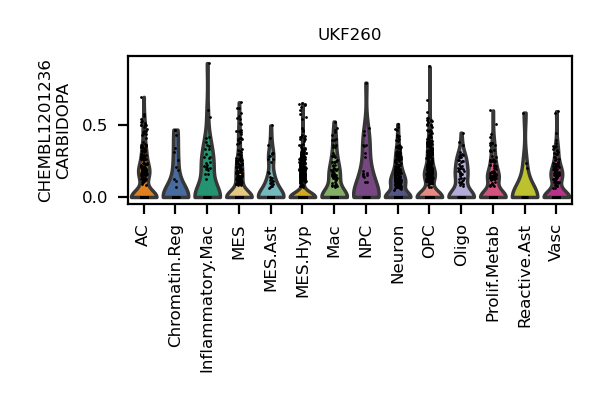 UKF260
CHEMBL1201236
CARBIDOPA
0.5
0.0
AC
Chromatin.Reg
Inflammatory.Mac
MES
MES.Ast
MES.Hyp
Mac
NPC
Neuron
OPC
Oligo
Prolif.Metab
Reactive.Ast
Vasc